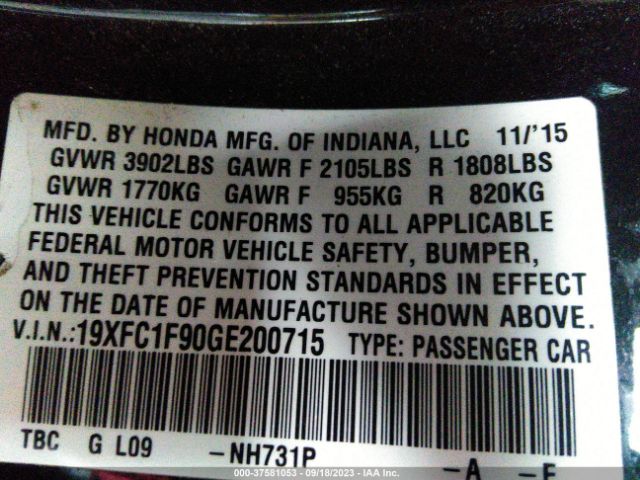 MFD. BY HONDA MFG. OF INDIANA, LLC 11/'15
GVWR 3902LBS GAWR F 2105LBS R 1808LBS
GVWR 1770KG GAWR F 955KG R 820KG
THIS VEHICLE CONFORMS TO ALL APPLICABLE
FEDERAL MOTOR VEHICLE SAFETY, BUMPER,
AND THEFT PREVENTION STANDARDS IN EFFECT
ON THE DATE OF MANUFACTURE SHOWN ABOVE.
V.I.N.:19XFC1F90GE200715 TYPE: PASSENGER CAR
TBC G L09 -NH731P -A -E
000-37581053 - 09/18/2023 - IAA Inc.